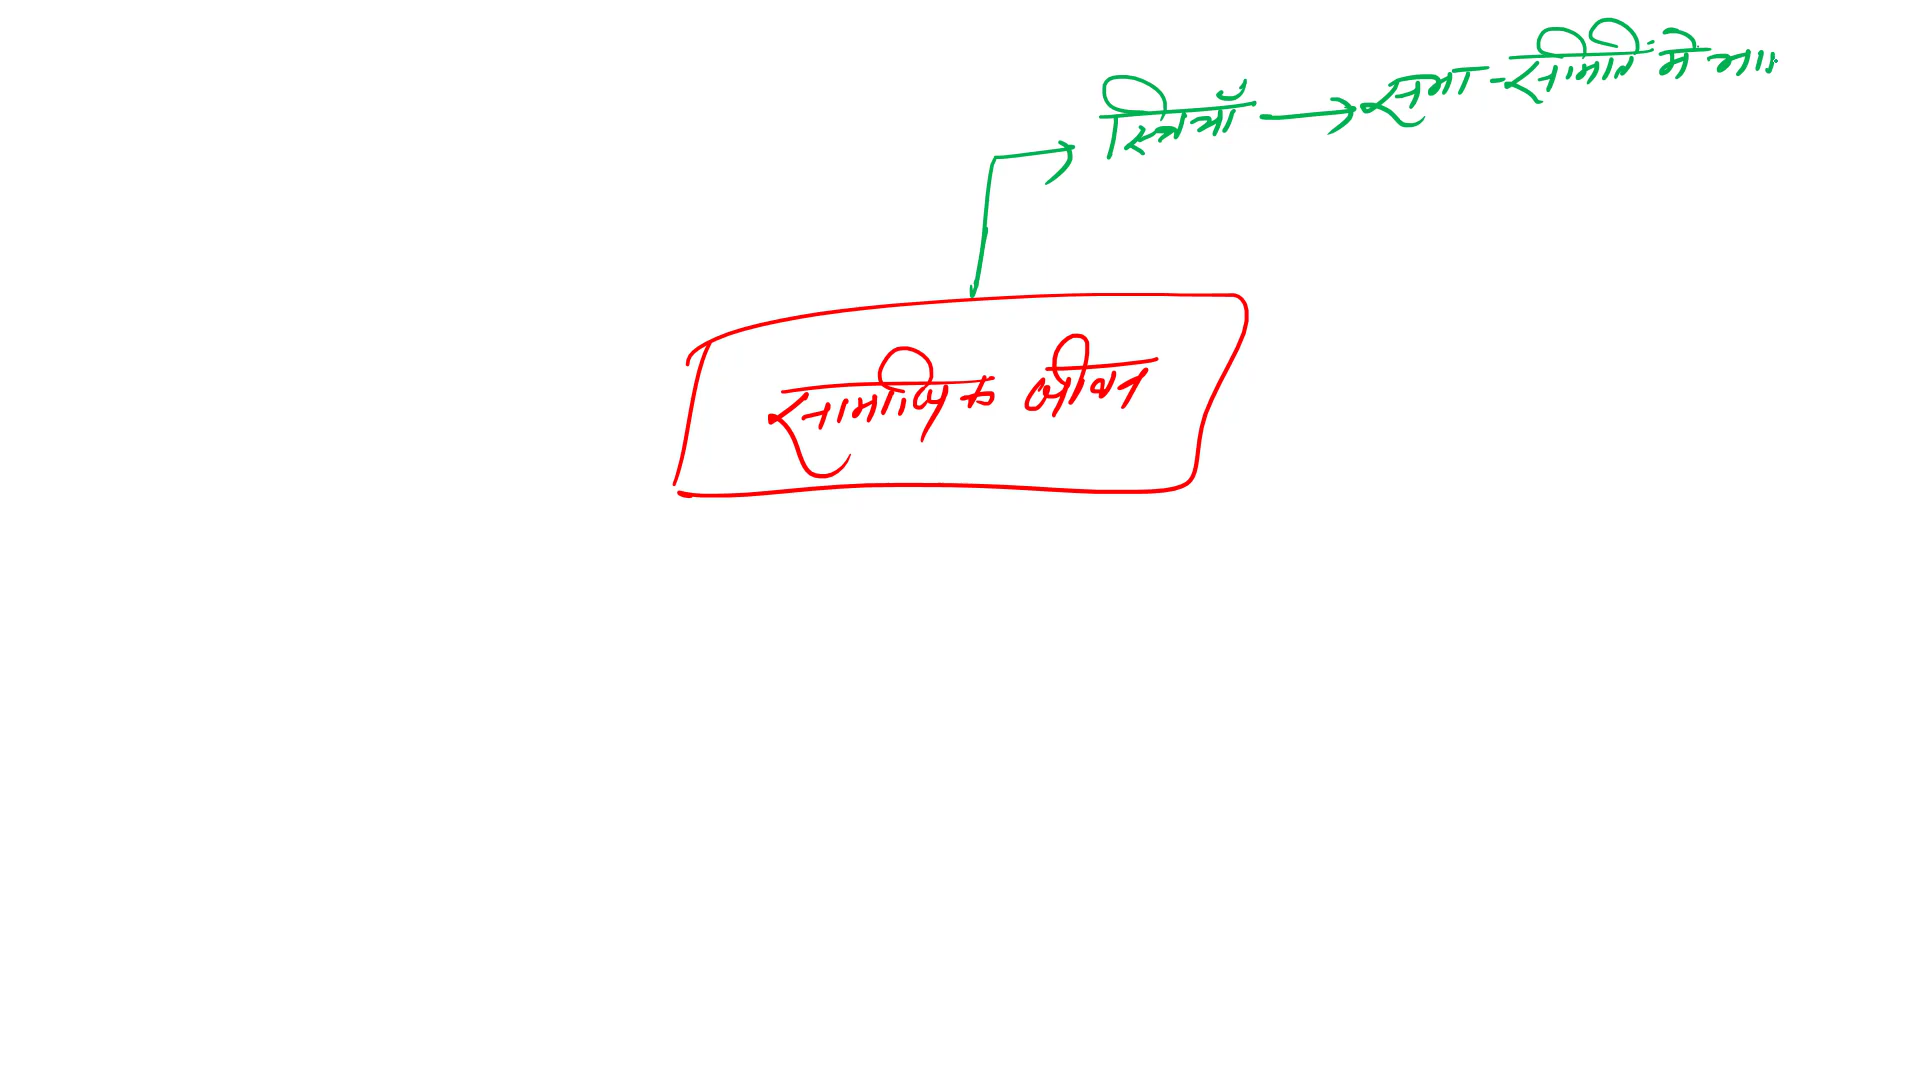 स्त्रियाँ → सभा-समिति में भाग
सामाजिक जीवन